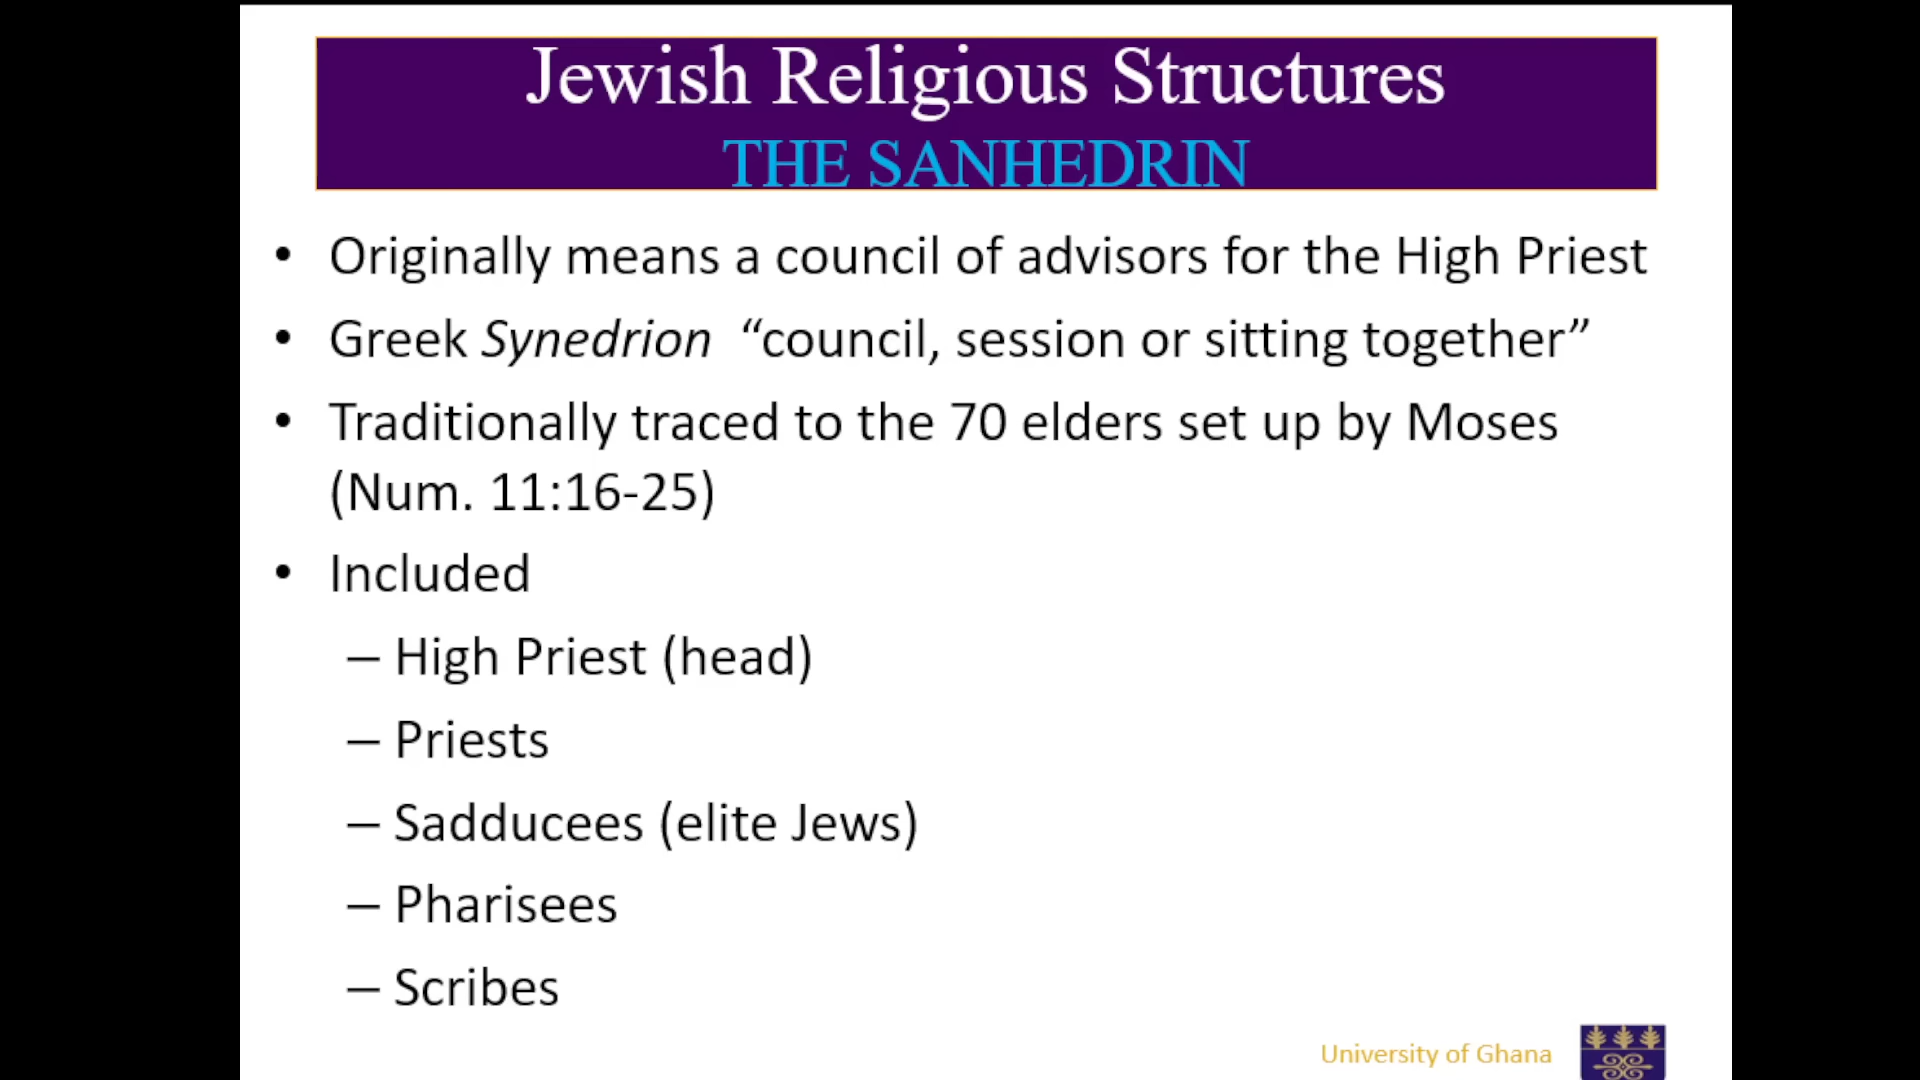 Jewish Religious Structures
THE SANHEDRIN
• Originally means a council of advisors for the High Priest
• Greek Synedrion “council, session or sitting together”
• Traditionally traced to the 70 elders set up by Moses
(Num. 11:16-25)
• Included
– High Priest (head)
– Priests
– Sadducees (elite Jews)
– Pharisees
– Scribes
University of Ghana